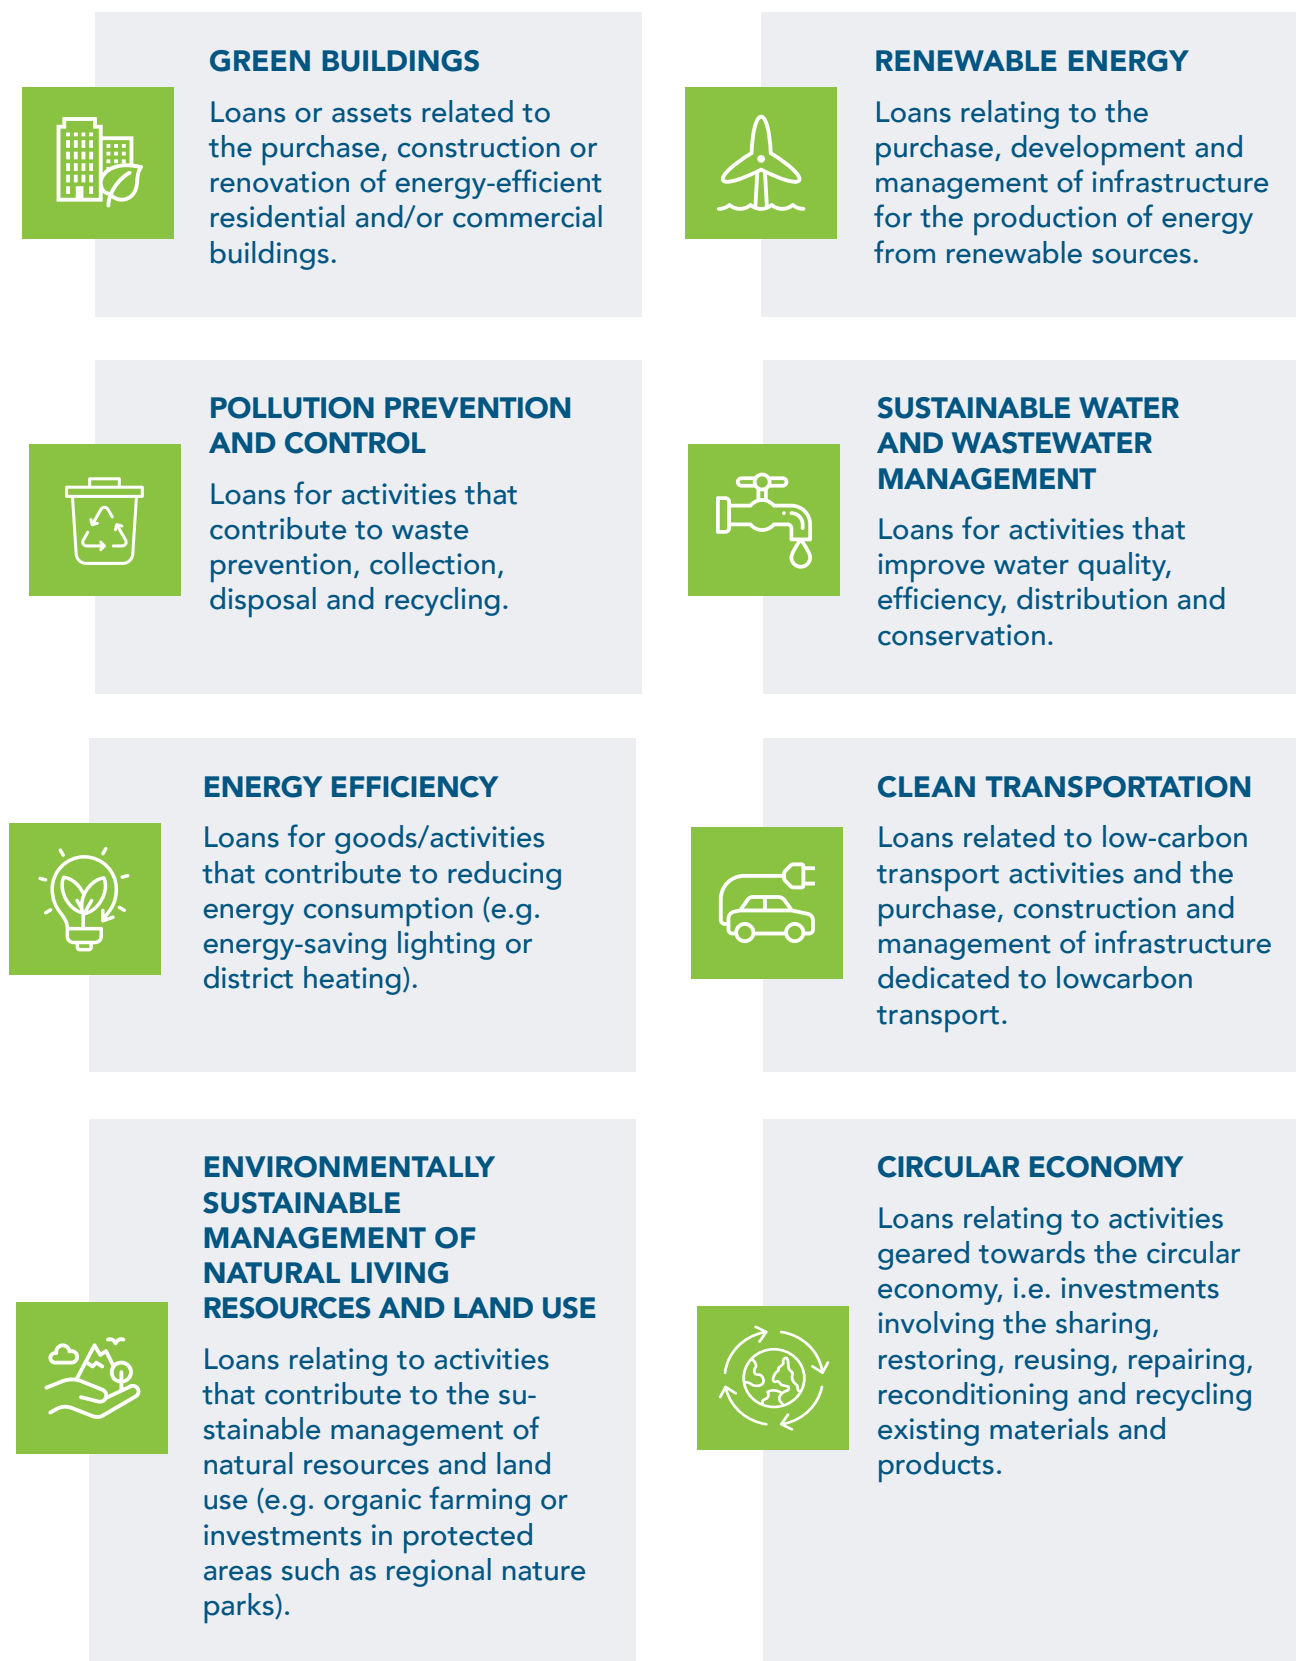 GREEN BUILDINGS
Loans or assets related to
the purchase, construction or
renovation of energy-efficient
residential and/or commercial
buildings.
RENEWABLE ENERGY
Loans relating to the
purchase, development and
management of infrastructure
for the production of energy
from renewable sources.
POLLUTION PREVENTION
AND CONTROL
Loans for activities that
contribute to waste
prevention, collection,
disposal and recycling.
SUSTAINABLE WATER
AND WASTEWATER
MANAGEMENT
Loans for activities that
improve water quality,
efficiency, distribution and
conservation.
ENERGY EFFICIENCY
Loans for goods/activities
that contribute to reducing
energy consumption (e.g.
energy-saving lighting or
district heating).
CLEAN TRANSPORTATION
Loans related to low-carbon
transport activities and the
purchase, construction and
management of infrastructure
dedicated to lowcarbon
transport.
ENVIRONMENTALLY
SUSTAINABLE
MANAGEMENT OF
NATURAL LIVING
RESOURCES AND LAND USE
Loans relating to activities
that contribute to the su-
stainable management of
natural resources and land
use (e.g. organic farming or
investments in protected
areas such as regional nature
parks).
CIRCULAR ECONOMY
Loans relating to activities
geared towards the circular
economy, i.e. investments
involving the sharing,
restoring, reusing, repairing,
reconditioning and recycling
existing materials and
products.